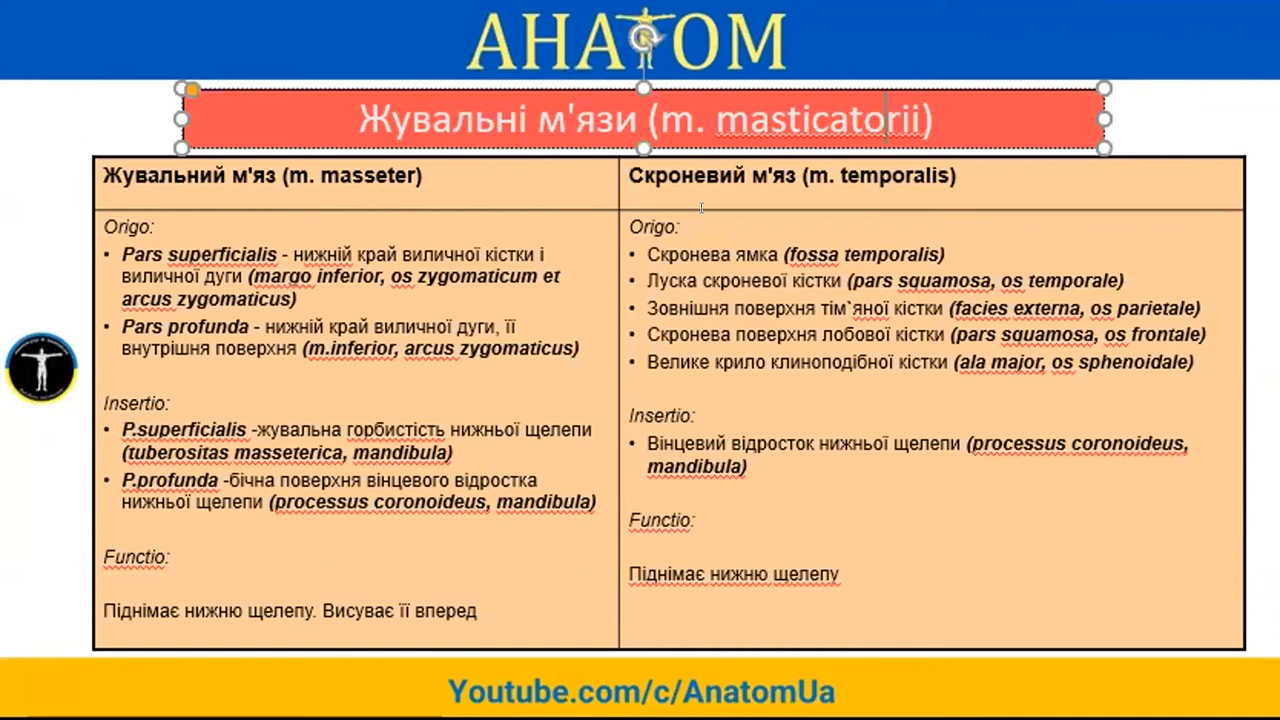 АНАТОМ
Жувальні м'язи (m. masticatorii)
Жувальний м'яз (m. masseter)
Origo:
• Pars superficialis - нижній край виличної кістки і
виличної дуги (margo inferior, os zygomaticum et
arcus zygomaticus)
• Pars profunda - нижній край виличної дуги, її
внутрішня поверхня (m.inferior, arcus zygomaticus)
Insertio:
• P.superficialis -жувальна горбистість нижньої щелепи
(tuberositas masseterica, mandibula)
• P.profunda -бічна поверхня вінцевого відростка
нижньої щелепи (processus coronoideus, mandibula)
Functio:
Піднімає нижню щелепу. Висуває її вперед
Скроневий м'яз (m. temporalis)
Origo:
• Скронева ямка (fossa temporalis)
• Луска скроневої кістки (pars squamosa, os temporale)
• Зовнішня поверхня тім`яної кістки (facies externa, os parietale)
• Скронева поверхня лобової кістки (pars squamosa, os frontale)
• Велике крило клиноподібної кістки (ala major, os sphenoidale)
Insertio:
• Вінцевий відросток нижньої щелепи (processus coronoideus,
mandibula)
Functio:
Піднімає нижню щелепу
Youtube.com/c/AnatomUa